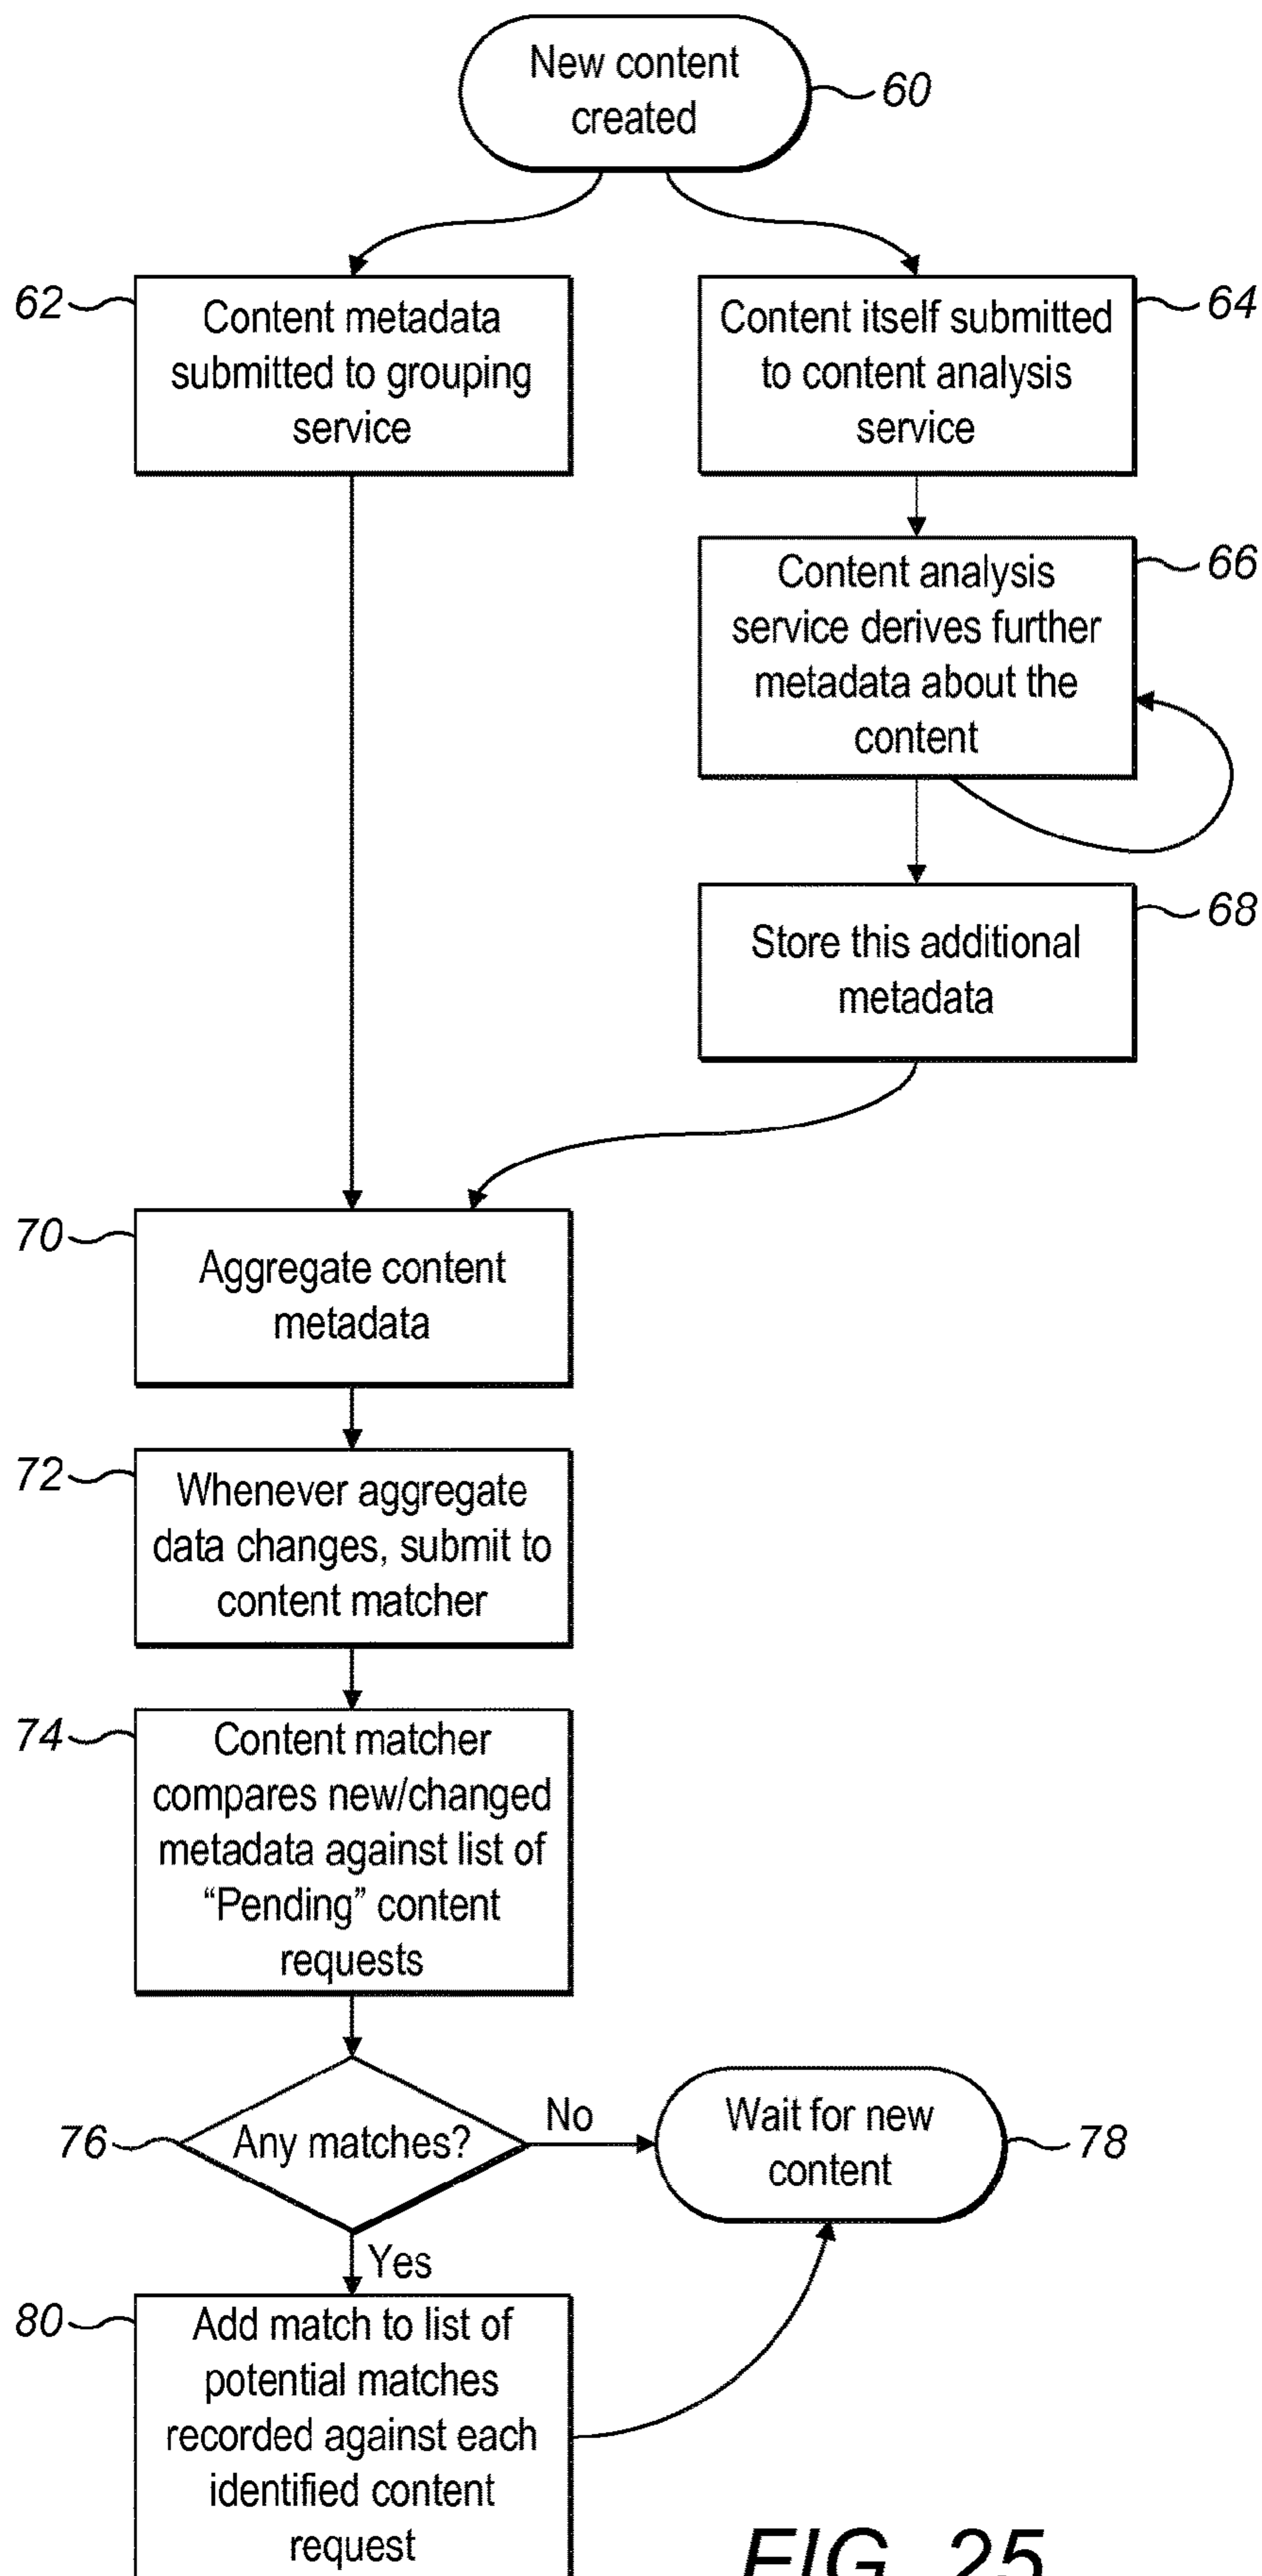 New content
created
60
62
Content metadata
submitted to grouping
service
Content itself submitted
to content analysis
service
64
Content analysis
service derives further
metadata about the
content
66
Store this additional
metadata
68
70
Aggregate content
metadata
72
Whenever aggregate
data changes, submit to
content matcher
74
Content matcher
compares new/changed
metadata against list of
“Pending” content
requests
76
Any matches?
No
Wait for new
content
78
Yes
80
Add match to list of
potential matches
recorded against each
identified content
request
FIG. 25